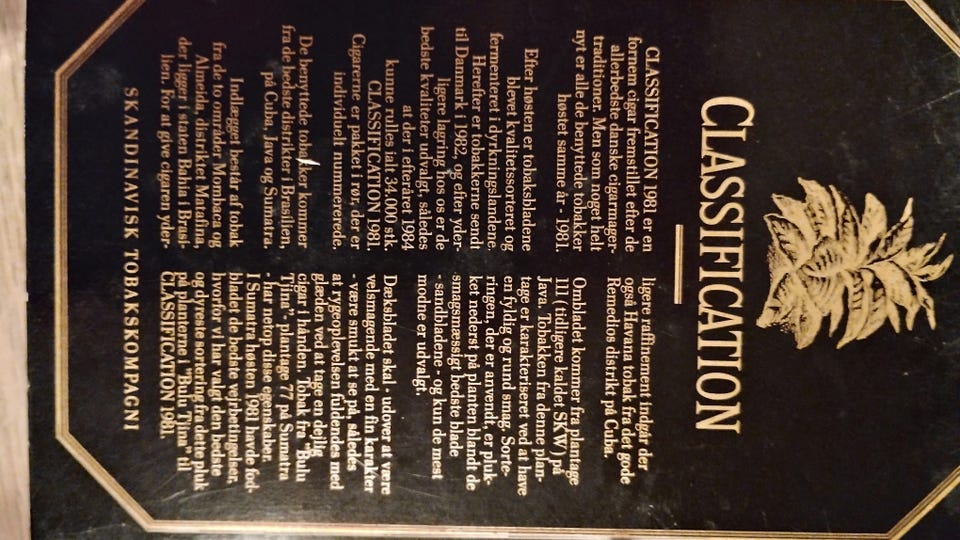 CLASSIFICATION
CLASSIFICATION 1981 er en
fornem cigar fremstillet efter de
allerbedste danske cigarmager-
traditioner. Men som noget helt
nyt er alle de benyttede tobakker
høstet samme år - 1981.
Efter høsten er tobaksbladene
blevet kvalitetssorteret og
fermenteret i dyrkningslandene.
Herefter er tobakkerne sendt
til Danmark i 1982, og efter yder-
ligere lagring hos os er de
bedste kvaliteter udvalgt, således
at der i efteråret 1984
kunne rulles ialt 34.000 stk.
CLASSIFICATION 1981.
Cigarerne er pakket i rør, der er
individuelt nummererede.
De benyttede tobakker kommer
fra de bedste distrikter i Brasilien,
på Cuba, Java og Sumatra.
Indlægget består af tobak
fra de to områder Mombaca og
Almeida, distriktet Matafina,
der ligger i staten Bahia i Brasi-
lien. For at give cigaren yder-
ligere raffinement indgår der
også Havana tobak fra det gode
Remedios distrikt på Cuba.
Ombladet kommer fra plantage
III (tidligere kaldet SKW) på
Java. Tobakken fra denne plan-
tage er karakteriseret ved at have
en fyldig og rund smag. Sorte-
ringen, der er anvendt, er pluk-
ket nederst på planten blandt de
smagsmæssigt bedste blade
- sandbladene - og kun de mest
modne er udvalgt.
Dæksbladet skal - udover at være
velsmagende med en fin karakter
- være smukt at se på, således
at rygeoplevelsen fuldendes med
glæden ved at tage en dejlig
cigar i hånden. Tobak fra "Bulu
Tjina"- plantage 77 på Sumatra
- har netop disse egenskaber.
I Sumatra høsten 1981 havde fod-
bladet de bedste vejrbetingelser,
hvorfor vi har valgt den bedste
og dyreste sortering fra dette pluk
på planterne "Bulu Tjina" til
CLASSIFICATION 1981.
SKANDINAVISK TOBAKSKOMPAGNI